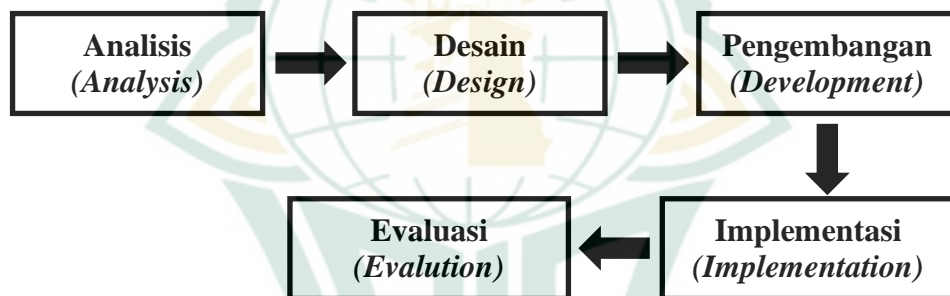 Analisis
(Analysis)
Desain
(Design)
Pengembangan
(Development)
Implementasi
(Implementation)
Evaluasi
(Evalution)